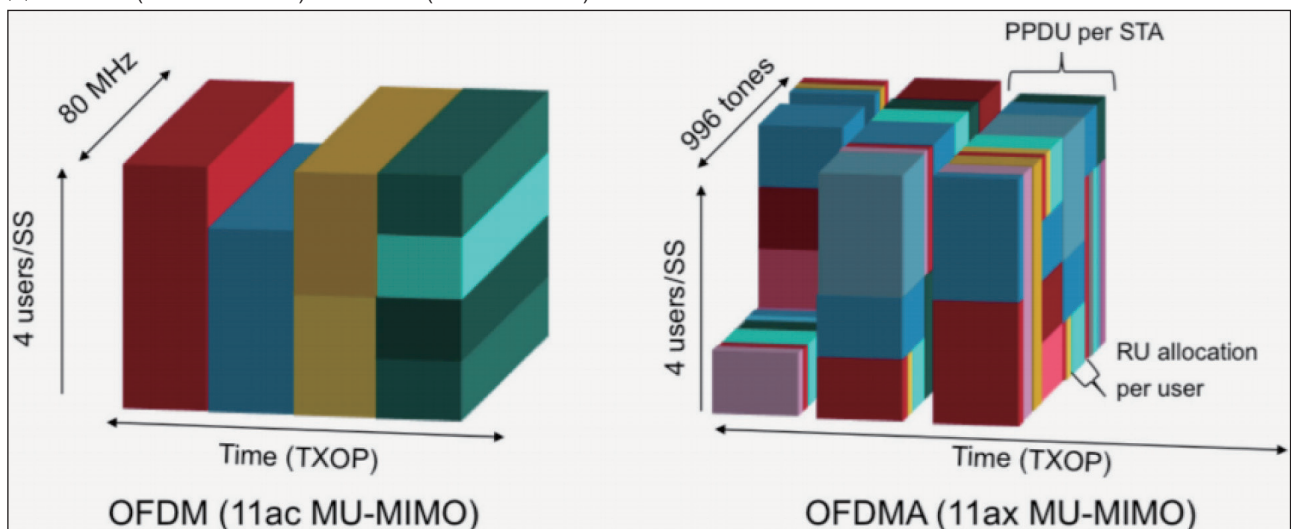 80 MHz
4 users/SS
Time (TXOP)
OFDM (11ac MU-MIMO)
PPDU per STA
996 tones
4 users/SS
RU allocation
per user
Time (TXOP)
OFDMA (11ax MU-MIMO)